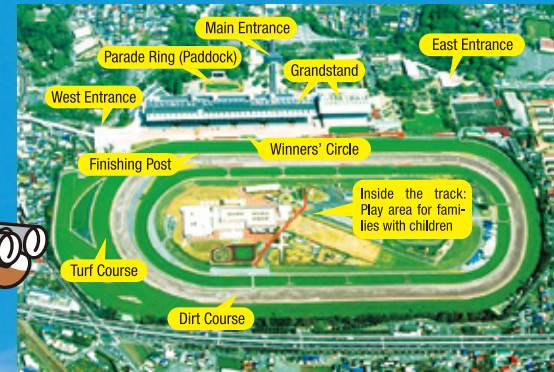 Main Entrance
East Entrance
Parade Ring (Paddock)
Grandstand
West Entrance
Winners' Circle
Finishing Post
Inside the track:
Play area for fami-
lies with children
Turf Course
Dirt Course